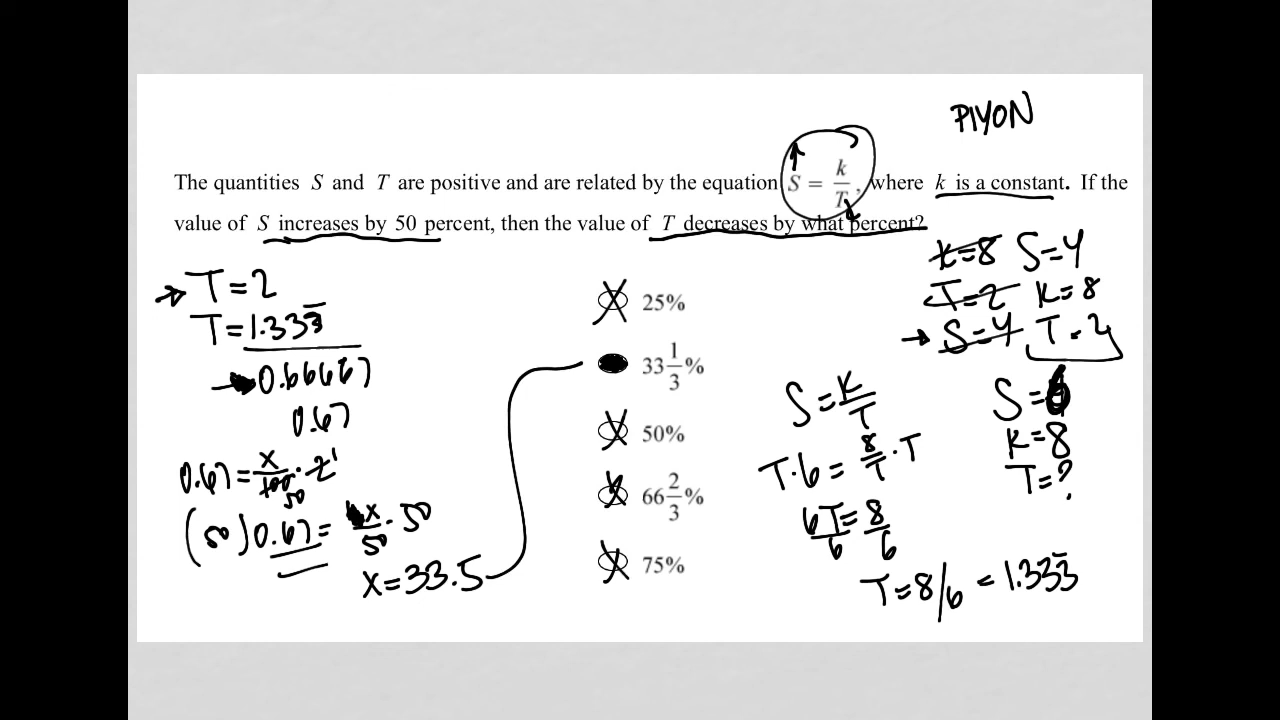 PIYON
The quantities S and T are positive and are related by the equation S = k/T, where k is a constant. If the
value of S increases by 50 percent, then the value of T decreases by what percent?
k=8 S=4
T=2 k=8
S=4 T=2
T=2
T=1.333
0.66667
0.67
0.67=x/100·2 1
50
(50)0.67=x/50·50
x=33.5
25%
33 1/3%
50%
66 2/3%
75%
S=k/T
T·6=8/T·T
6T/6=8/6
T=8/6=1.333
S=6
k=8
T=?